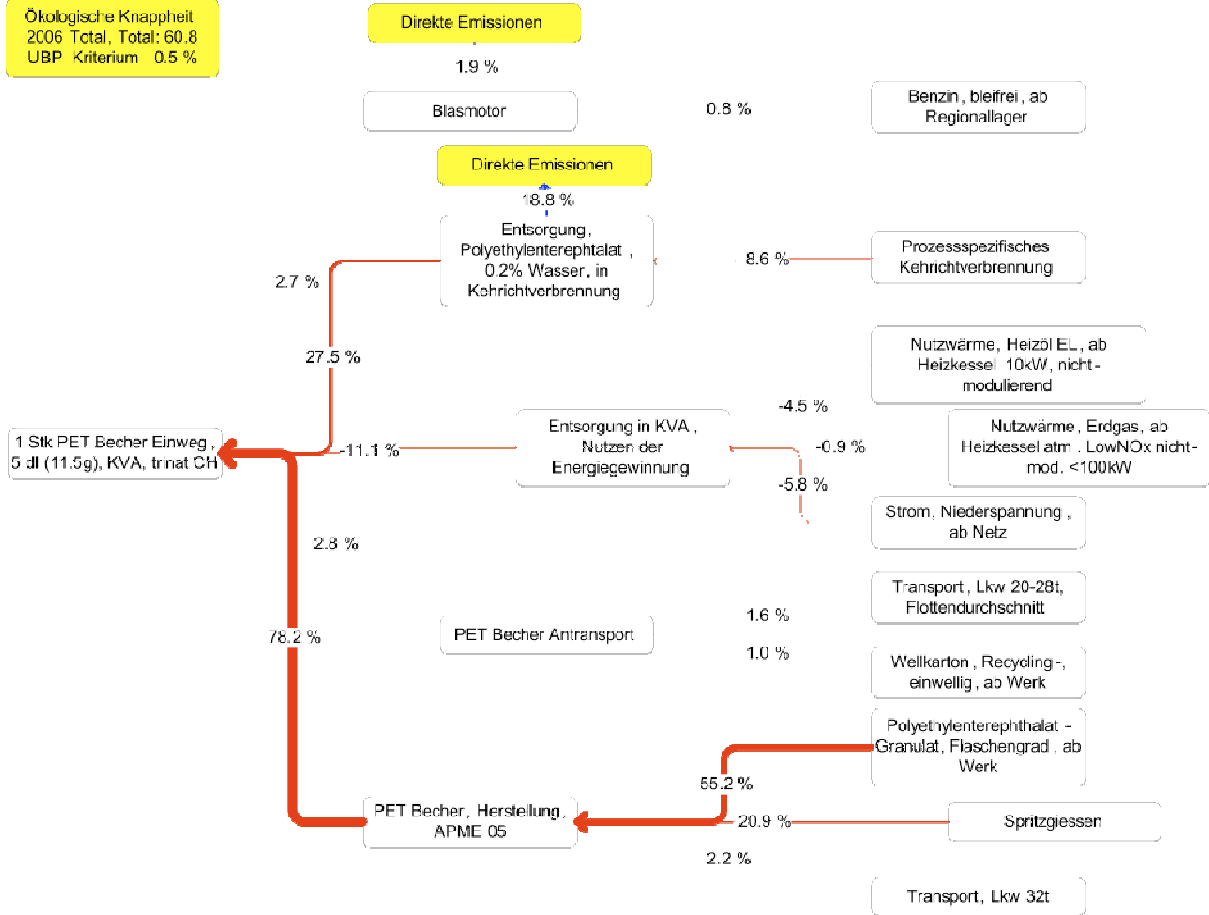 Ökologische Knappheit
2006 Total, Total: 60.8
UBP Kriterium 0.5 %
Direkte Emissionen
1.9 %
Blasmotor
0.8 %
Benzin, bleifrei, ab
Regionallager
Direkte Emissionen
18.8 %
Entsorgung,
Polyethylenterephtalat,
0.2% Wasser, in
Kehrichtverbrennung
2.7 %
8.6 %
Prozessspezifisches
Kehrichtverbrennung
27.5 %
Nutzwärme, Heizöl EL, ab
Heizkessel 10kW, nicht-
modulierend
-4.5 %
1 Stk PET Becher Einweg,
5 dl (11.5g), KVA, trinat CH
-11.1 %
Entsorgung in KVA,
Nutzen der
Energiegewinnung
-0.9 %
Nutzwärme, Erdgas, ab
Heizkessel atm. LowNOx nicht-
mod. <100kW
-5.8 %
Strom, Niederspannung,
ab Netz
2.8 %
Transport, Lkw 20-28t,
Flottendurchschnitt
1.6 %
78.2 %
PET Becher Antransport
1.0 %
Wellkarton, Recycling-,
einwellig, ab Werk
Polyethylenterephthalat -
Granulat, Flaschengrad, ab
Werk
55.2 %
PET Becher, Herstellung,
APME 05
20.9 %
Spritzgiessen
2.2 %
Transport, Lkw 32t